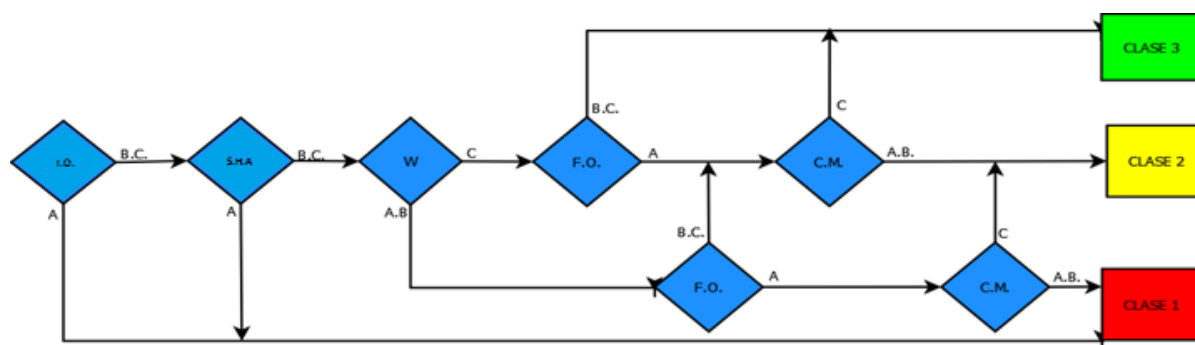 CLASE 3
B.C.
C
I.O.
B.C.
S.H.A
B.C.
W
C
F.O.
A
C.M.
A.B.
CLASE 2
A
A
A.B
B.C.
C
F.O.
A
C.M.
A.B.
CLASE 1